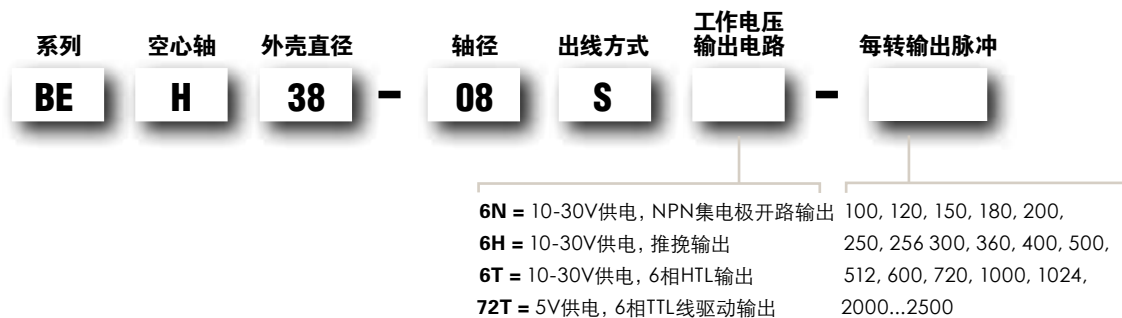 系列 空心轴 外壳直径 轴径 出线方式 工作电压 每转输出脉冲
输出电路
BE H 38 - 08 S -
6N = 10-30V供电, NPN集电极开路输出 100, 120, 150, 180, 200,
6H = 10-30V供电, 推挽输出 250, 256 300, 360, 400, 500,
6T = 10-30V供电, 6相HTL输出 512, 600, 720, 1000, 1024,
72T = 5V供电, 6相TTL线驱动输出 2000...2500